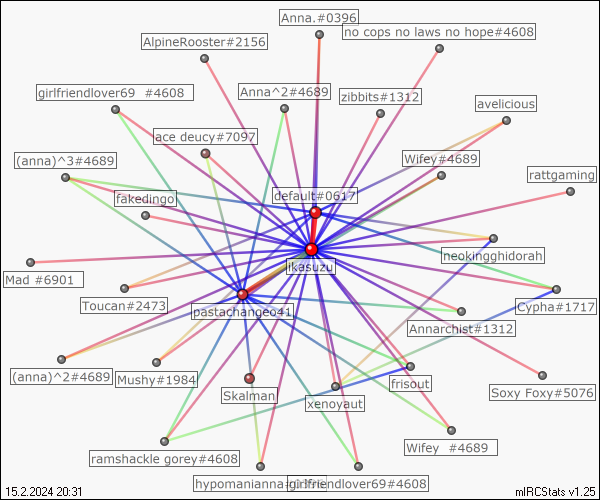 Anna.#0396
no cops no laws no hope#4608
AlpineRooster#2156
girlfriendlover69 #4608
Anna^2#4689
zibbits#1312
avelicious
ace deucy#7097
(anna)^3#4689
Wifey#4689
rattgaming
fakedingo
default#0617
neokingghidorah
jikasuzu
Mad #6901
Toucan#2473
pastachangeo41
Cypha#1717
Annarchist#1312
(anna)^2#4689
Mushy#1984
Skalman
xenoyaut
frisout
Soxy Foxy#5076
ramshackle gorey#4608
Wifey #4689
girlfriendlover69#4608
15.2.2024 20:31
mIRCStats v1.25